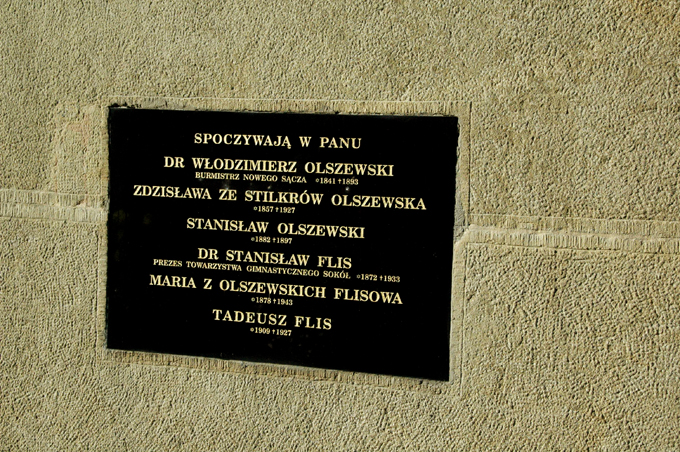 SPOCZYWAJĄ W PANU
DR WŁODZIMIERZ OLSZEWSKI
BURMISTRZ NOWEGO SĄCZA ¤1841 †1893
ZDZISŁAWA ZE STILKRÓW OLSZEWSKA
¤1857 †1927
STANISŁAW OLSZEWSKI
¤1882 †1897
DR STANISŁAW FLIS
PREZES TOWARZYSTWA GIMNASTYCZNEGO SOKÓŁ ¤1872 †1933
MARIA Z OLSZEWSKICH FLISOWA
¤1878 †1943
TADEUSZ FLIS
¤1909 †1927